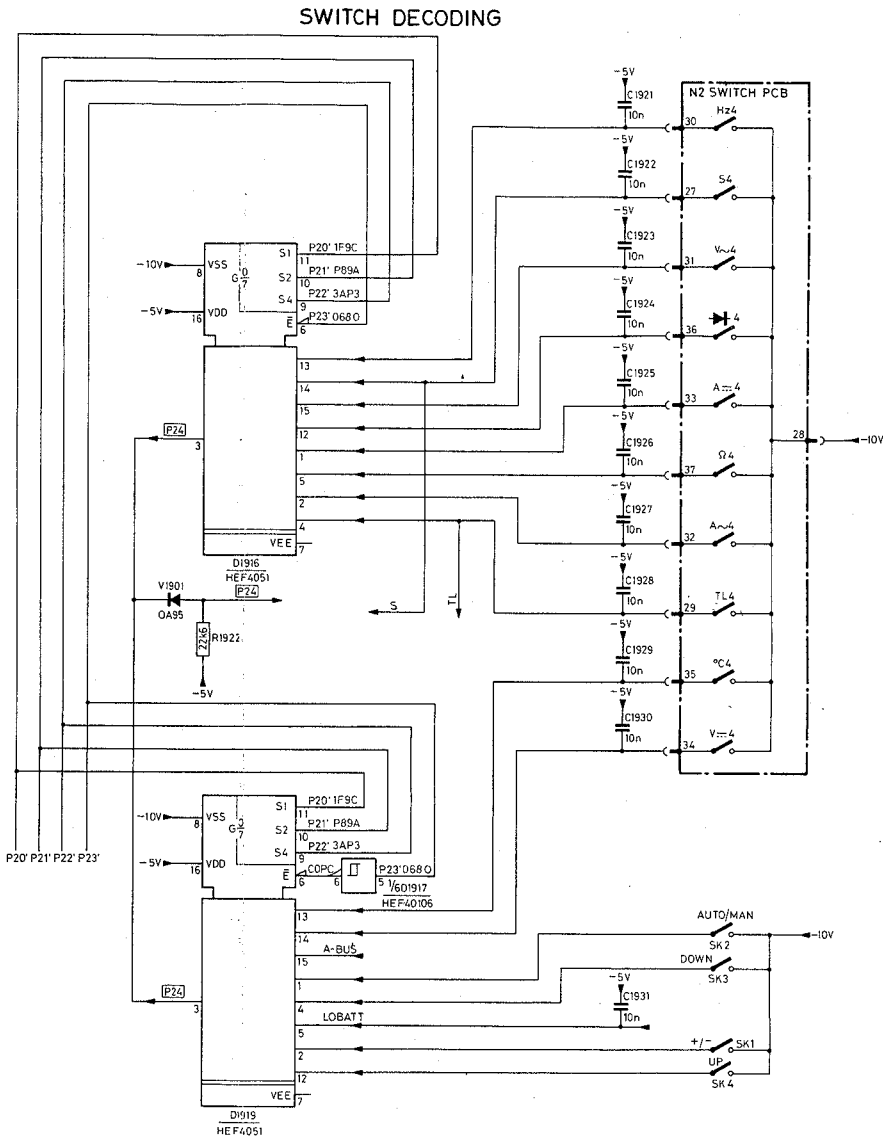 SWITCH DECODING
-5V
C1921
10n
N2 SWITCH PCB
30
Hz4
-5V
C1922
10n
27
S4
-5V
C1923
10n
31
V~4
-5V
C1924
10n
36
4
-5V
C1925
10n
33
A⎓4
-5V
C1926
10n
37
Ω4
28
-10V
-5V
C1927
10n
32
A~4
-5V
C1928
10n
29
TL4
-5V
C1929
10n
35
°C4
-5V
C1930
10n
34
V⎓4
-10V
8
VSS
-5V
16
VDD
G 0/7
S1
11
P20' 1F9C
S2
10
P21' P89A
S4
9
P22' 3AP3
E̅
6
P23' 0680
13
14
15
12
1
5
2
4
P24
3
VEE
7
D1916
HEF4051
V1901
OA95
P24
22k6
R1922
-5V
S
TL
P20' P21' P22' P23'
-10V
8
VSS
-5V
16
VDD
G 0/7
S1
11
P20' 1F9C
S2
10
P21' P89A
S4
9
P22' 3AP3
E̅
6
C0PC
6
5
P23' 0680
1/6D1917
HEF40106
13
14
A-BUS
15
1
4
LOBATT
5
2
12
P24
3
VEE
7
D1919
HEF4051
AUTO/MAN
SK2
-10V
DOWN
SK3
-5V
C1931
10n
+/-
SK1
UP
SK4